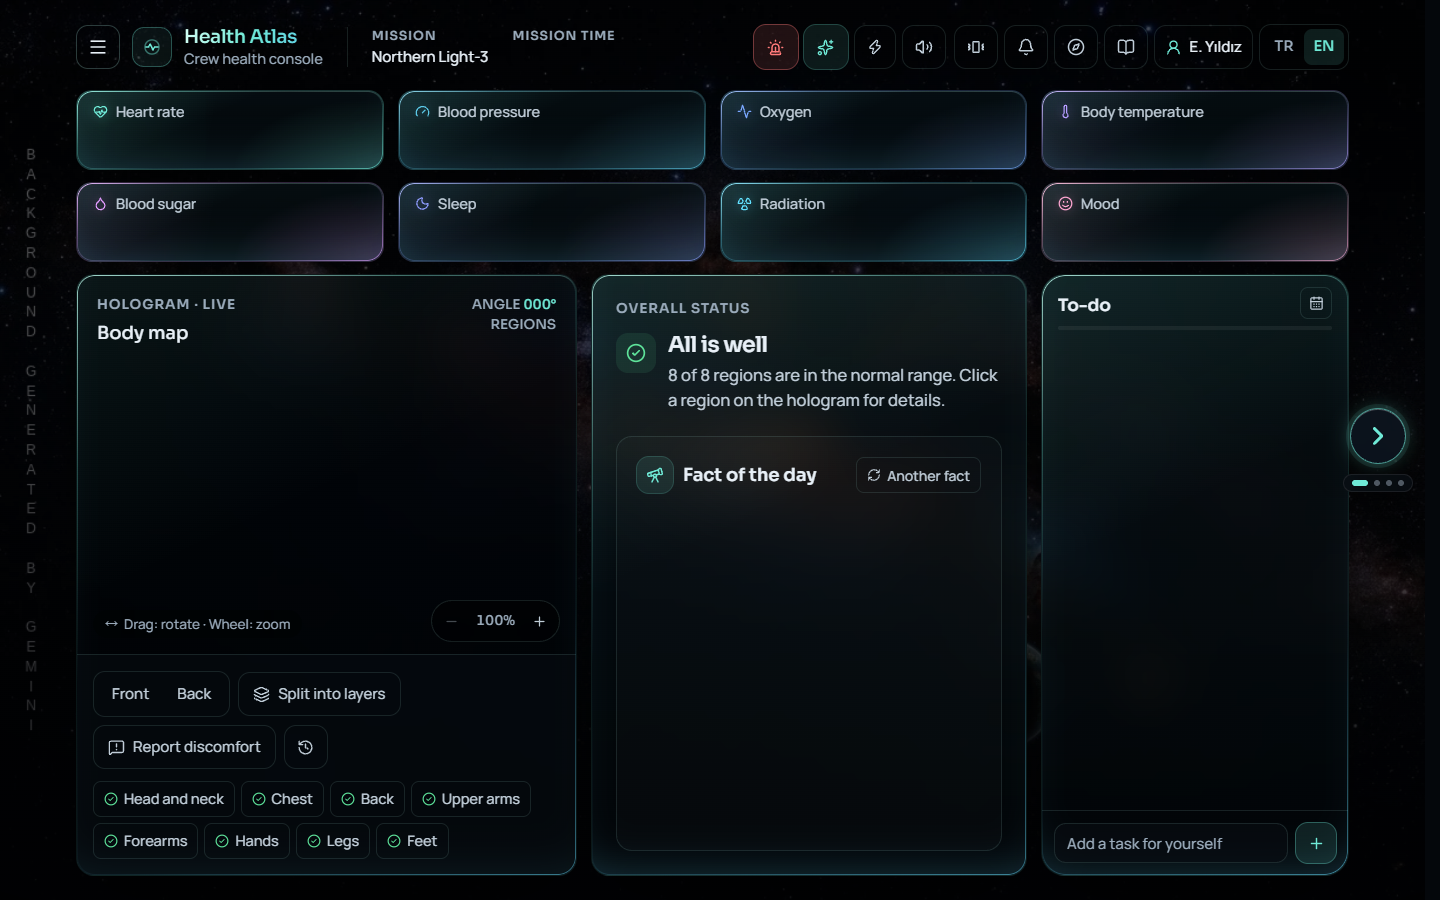 Health Atlas
Crew health console
MISSION
Northern Light-3
MISSION TIME
E. Yıldız
TR
EN
Heart rate
Blood pressure
Oxygen
Body temperature
Blood sugar
Sleep
Radiation
Mood
BACKGROUND GENERATED BY GEMINI
HOLOGRAM · LIVE
Body map
ANGLE 000°
REGIONS
↔ Drag: rotate · Wheel: zoom
− 100% +
Front
Back
Split into layers
Report discomfort
Head and neck
Chest
Back
Upper arms
Forearms
Hands
Legs
Feet
OVERALL STATUS
All is well
8 of 8 regions are in the normal range. Click
a region on the hologram for details.
Fact of the day
Another fact
To-do
Add a task for yourself
+